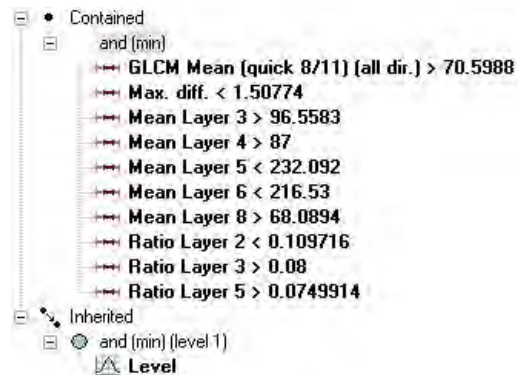 Contained
and (min)
GLCM Mean (quick 8/11) (all dir.) > 70.5988
Max. diff. < 1.50774
Mean Layer 3 > 96.5583
Mean Layer 4 > 87
Mean Layer 5 < 232.092
Mean Layer 6 < 216.53
Mean Layer 8 > 68.0894
Ratio Layer 2 < 0.109716
Ratio Layer 3 > 0.08
Ratio Layer 5 > 0.0749914
Inherited
and (min) (level 1)
Level